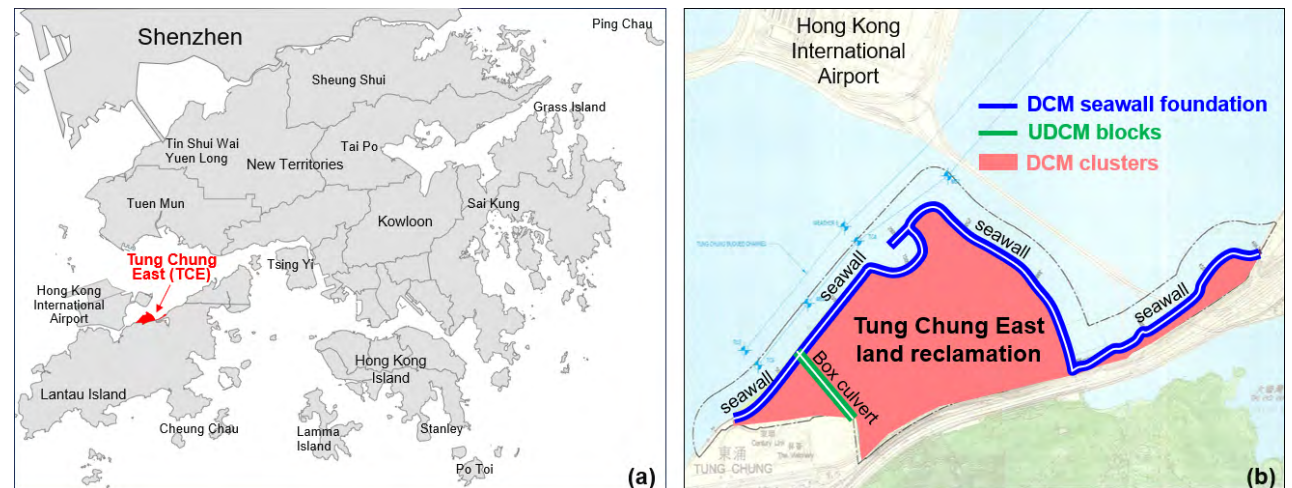 Shenzhen
Ping Chau
Sheung Shui
Grass Island
Tin Shui Wai
Yuen Long
Tai Po
New Territories
Tuen Mun
Sai Kung
Kowloon
Tung Chung
East (TCE)
Tsing Yi
Hong Kong
International
Airport
Hong Kong
Island
Lantau Island
Cheung Chau
Lamma
Island
Stanley
Po Toi
(a)
Hong Kong
International
Airport
DCM seawall foundation
UDCM blocks
DCM clusters
seawall
seawall
seawall
seawall
Tung Chung East
land reclamation
Box culvert
東涌
TUNG CHUNG
(b)